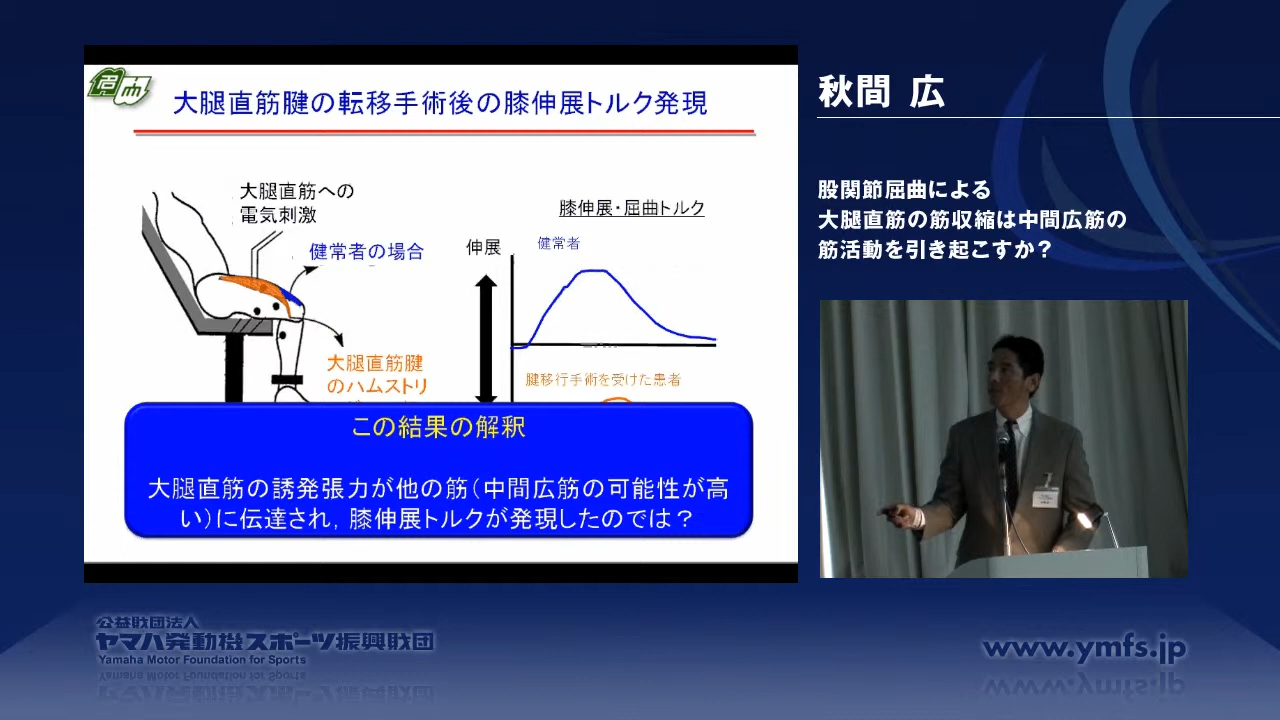 大腿直筋腱の転移手術後の膝伸展トルク発現
大腿直筋への
電気刺激
健常者の場合
大腿直筋腱
のハムストリ
膝伸展・屈曲トルク
伸展
健常者
腱移行手術を受けた患者
この結果の解釈
大腿直筋の誘発張力が他の筋（中間広筋の可能性が高
い）に伝達され，膝伸展トルクが発現したのでは？
秋間 広
股関節屈曲による
大腿直筋の筋収縮は中間広筋の
筋活動を引き起こすか？
公益財団法人
ヤマハ発動機スポーツ振興財団
Yamaha Motor Foundation for Sports
www.ymfs.jp